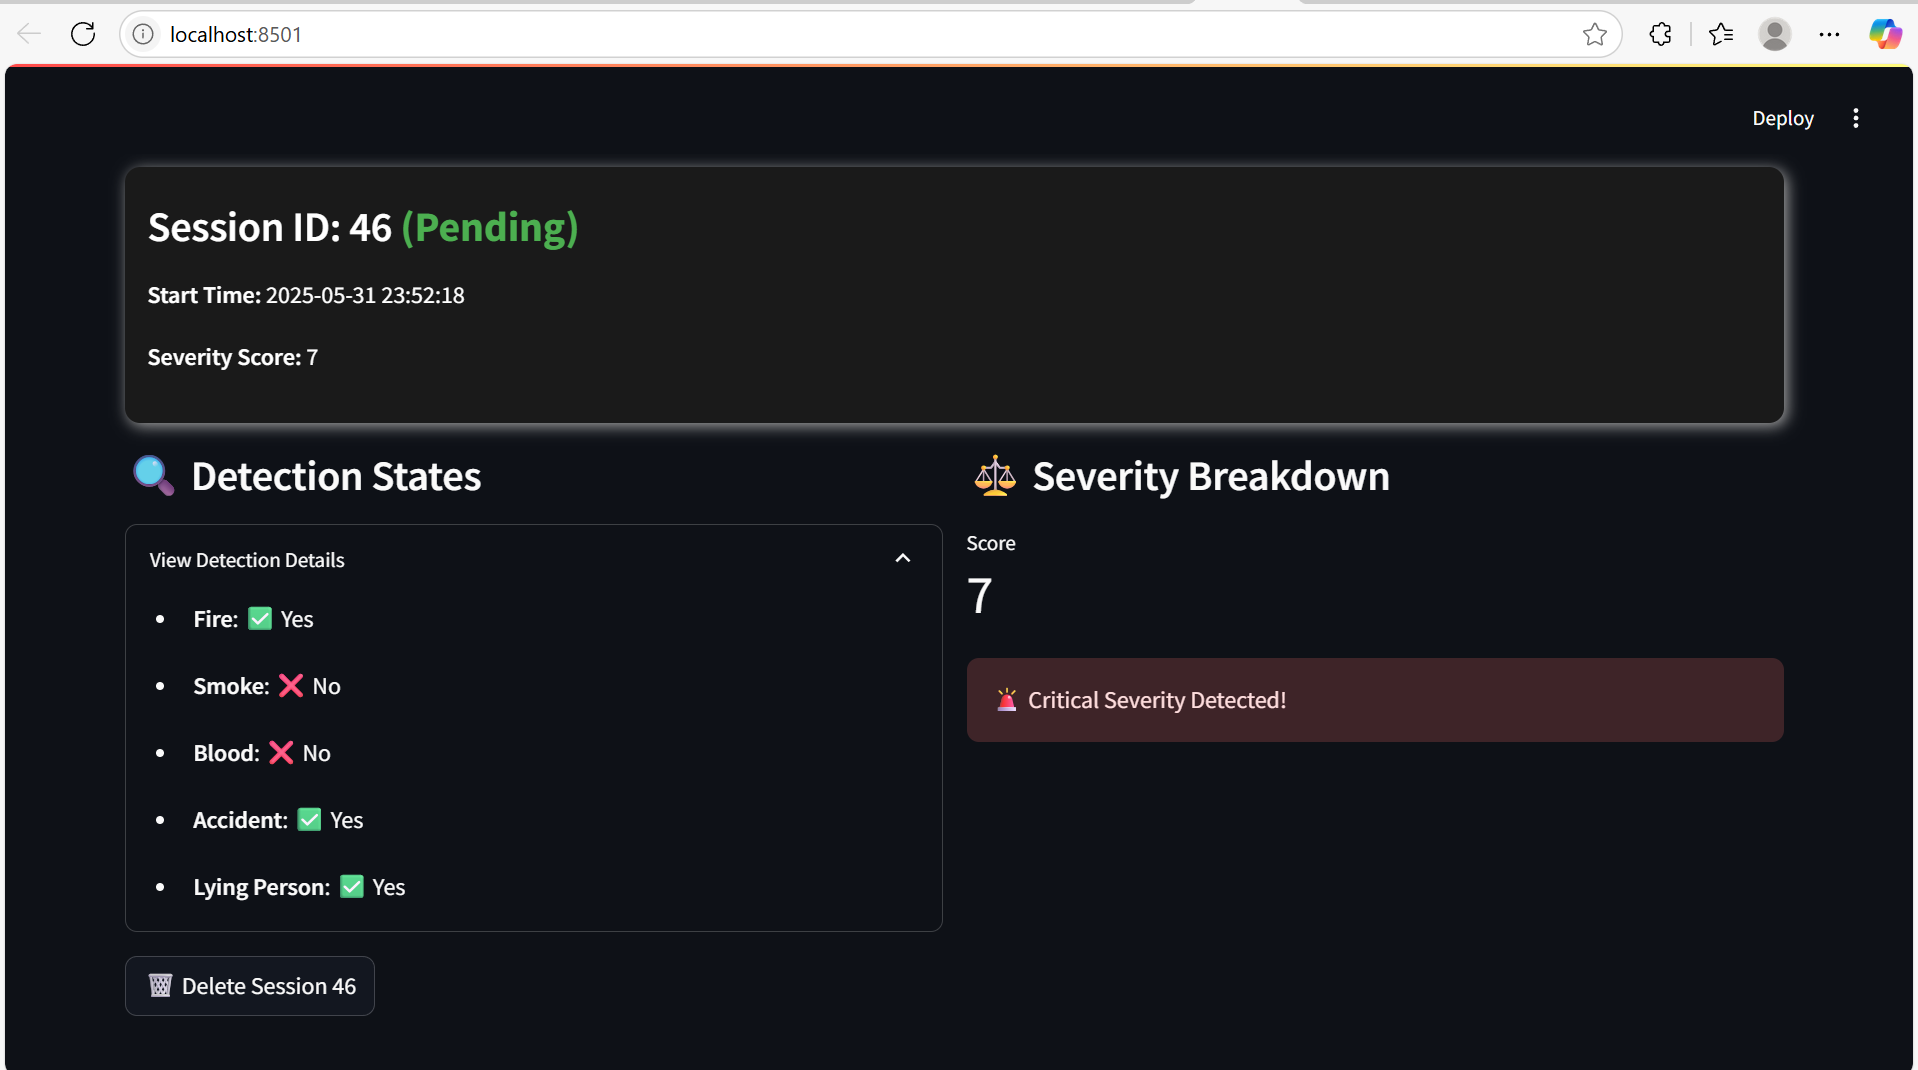 localhost:8501
Deploy
Session ID: 46 (Pending)
Start Time: 2025-05-31 23:52:18
Severity Score: 7
Detection States
View Detection Details
Fire: ✅ Yes
Smoke: ❌ No
Blood: ❌ No
Accident: ✅ Yes
Lying Person: ✅ Yes
Delete Session 46
Severity Breakdown
Score
7
Critical Severity Detected!